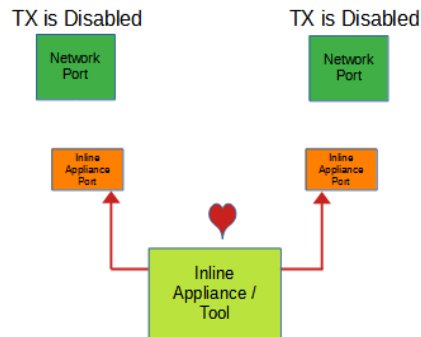 TX is Disabled
TX is Disabled
Network
Port
Network
Port
Inline
Appliance
Port
Inline
Appliance
Port
Inline
Appliance /
Tool